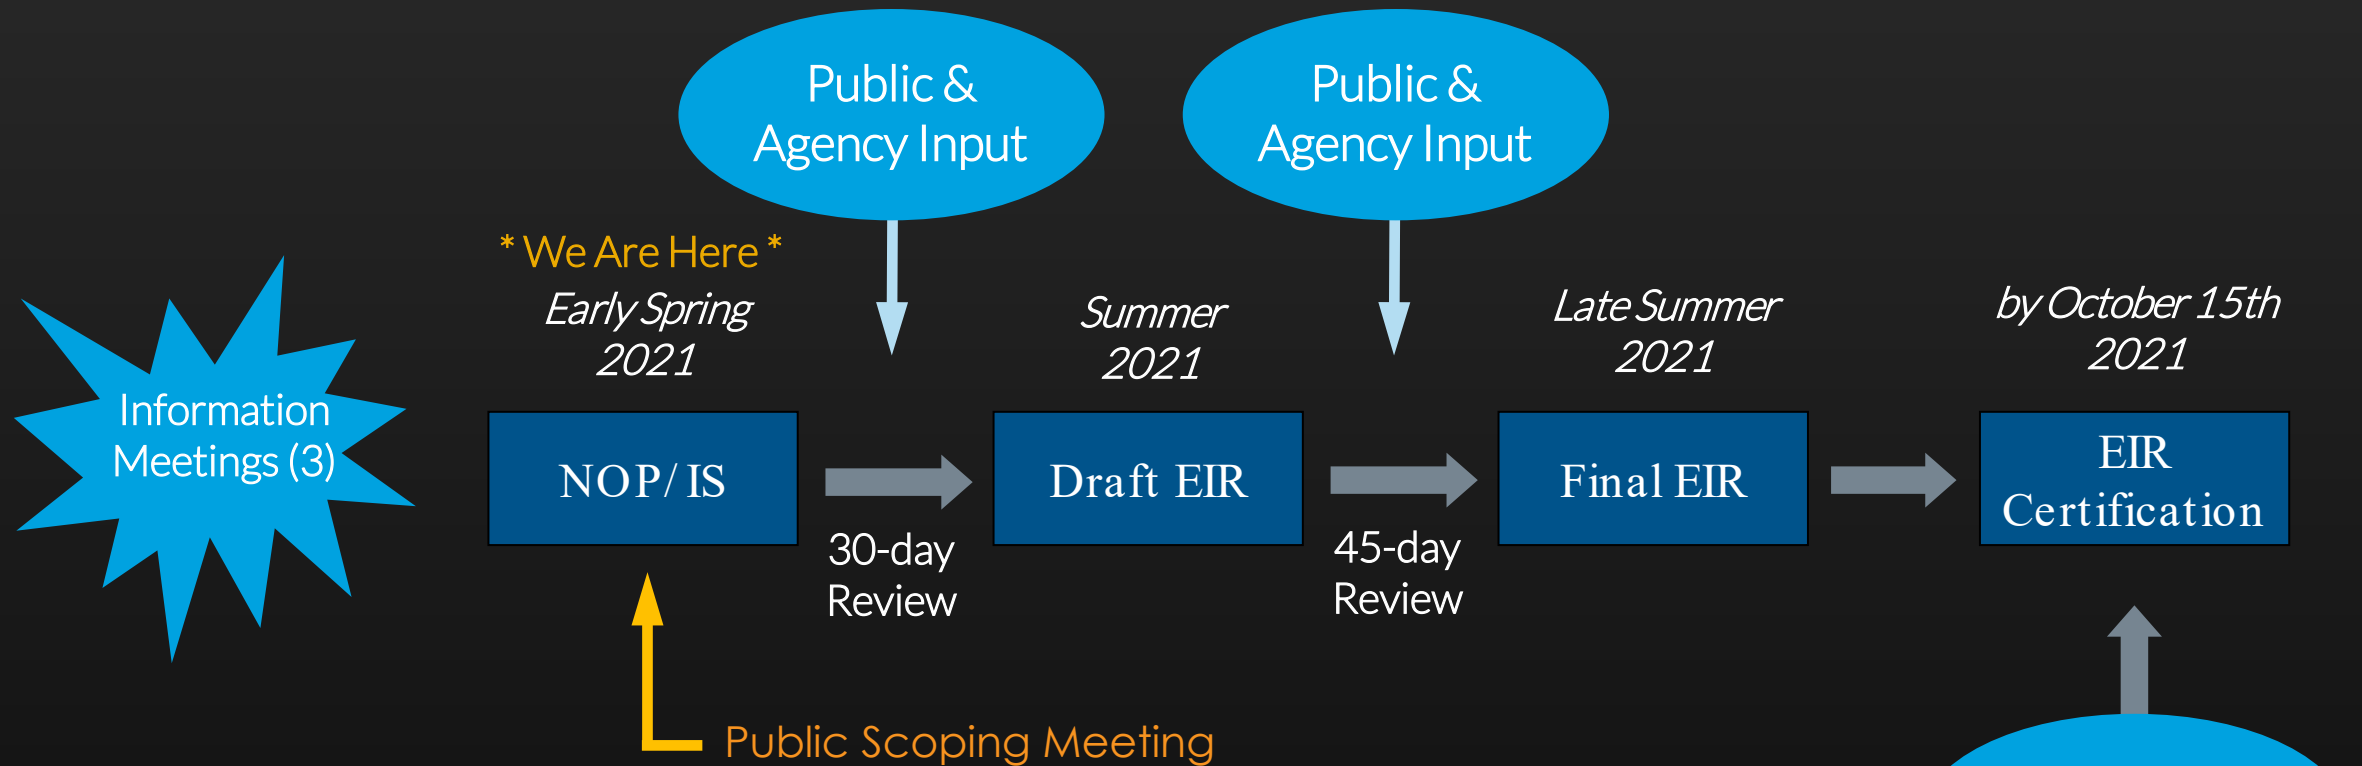 Public &
Agency Input
Public &
Agency Input
* We Are Here *
Early Spring
2021
Summer
2021
Late Summer
2021
by October 15th
2021
Information
Meetings (3)
NOP/ IS
Draft EIR
Final EIR
EIR
Certification
30-day
Review
45-day
Review
Public Scoping Meeting